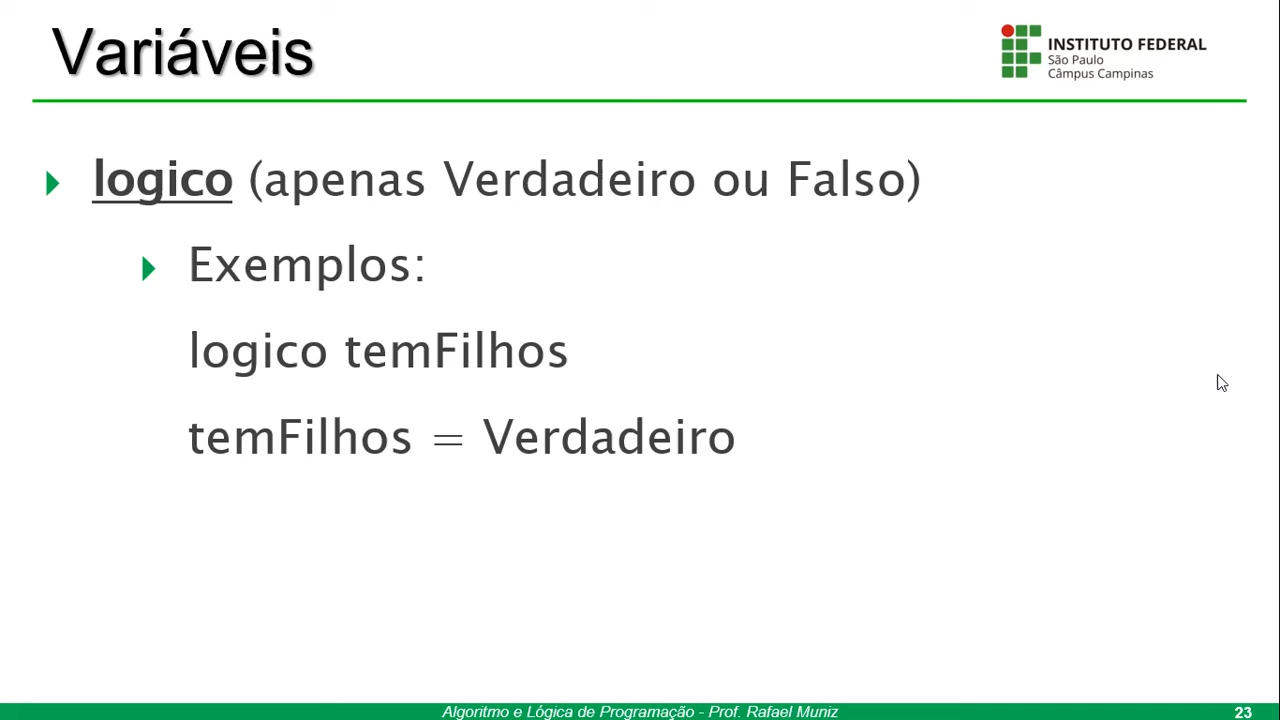 Variáveis
INSTITUTO FEDERAL
São Paulo
Câmpus Campinas
logico (apenas Verdadeiro ou Falso)
Exemplos:
logico temFilhos
temFilhos = Verdadeiro
Algoritmo e Lógica de Programação - Prof. Rafael Muniz
23